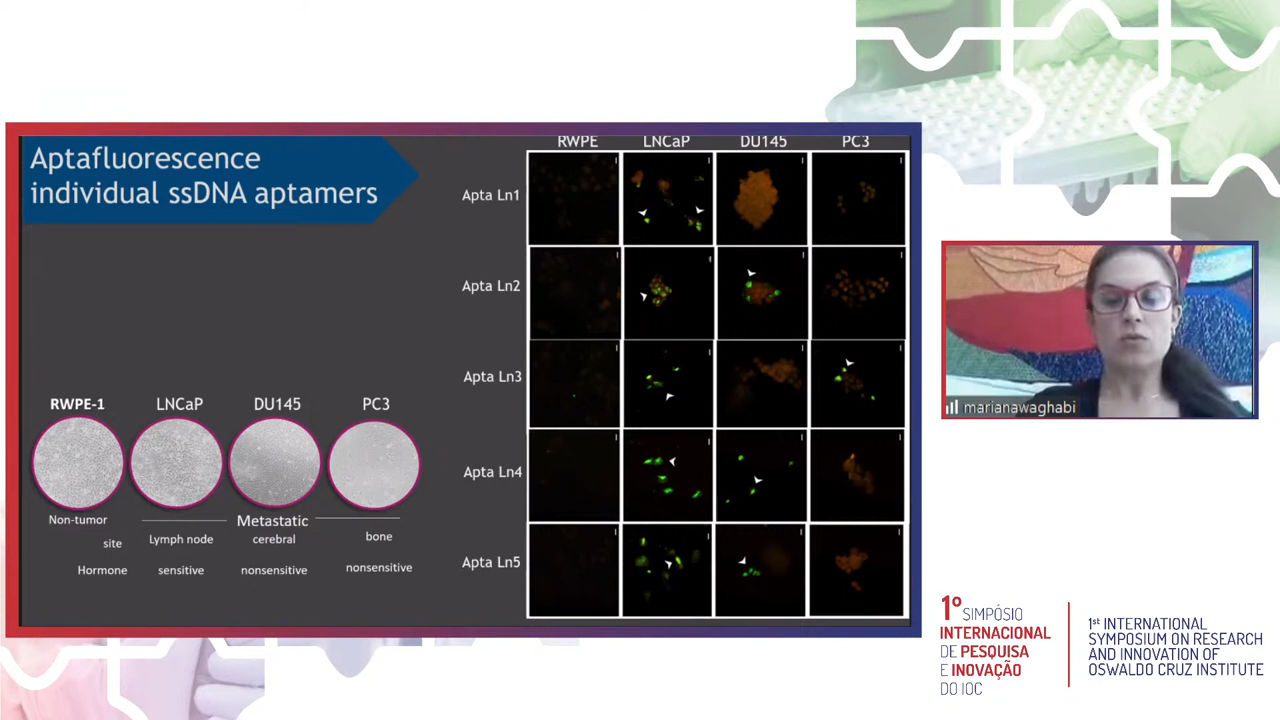 Aptafluorescence
individual ssDNA aptamers
RWPE LNCaP DU145 PC3
Apta Ln1
Apta Ln2
Apta Ln3
Apta Ln4
Apta Ln5
RWPE-1 LNCaP DU145 PC3
Non-tumor Metastatic
site Lymph node cerebral bone
Hormone sensitive nonsensitive nonsensitive
marianawaghabi
1º SIMPÓSIO
INTERNACIONAL
DE PESQUISA
E INOVAÇÃO
DO IOC
1st INTERNATIONAL
SYMPOSIUM ON RESEARCH
AND INNOVATION OF
OSWALDO CRUZ INSTITUTE